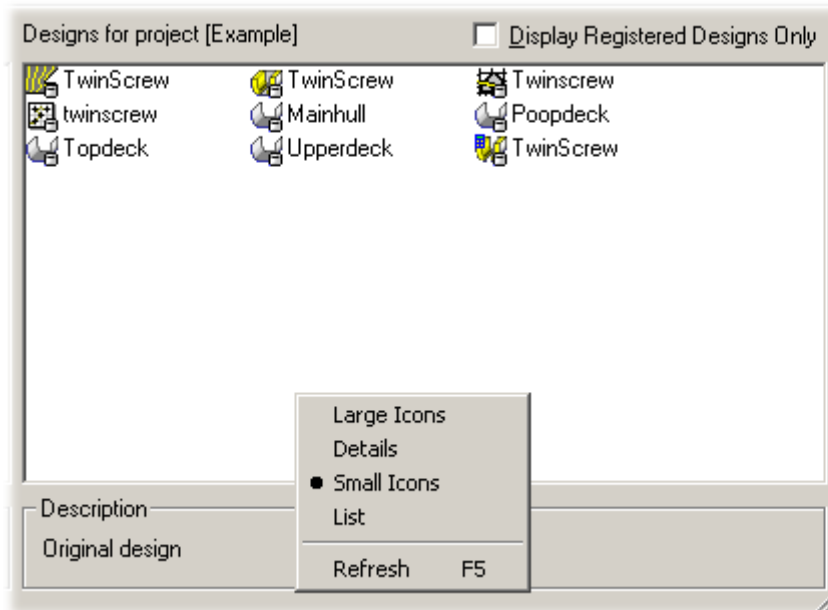 Designs for project [Example] Display Registered Designs Only
TwinScrew TwinScrew Twinscrew
twinscrew Mainhull Poopdeck
Topdeck Upperdeck TwinScrew
Large Icons
Details
Small Icons
List
Refresh F5
Description
Original design